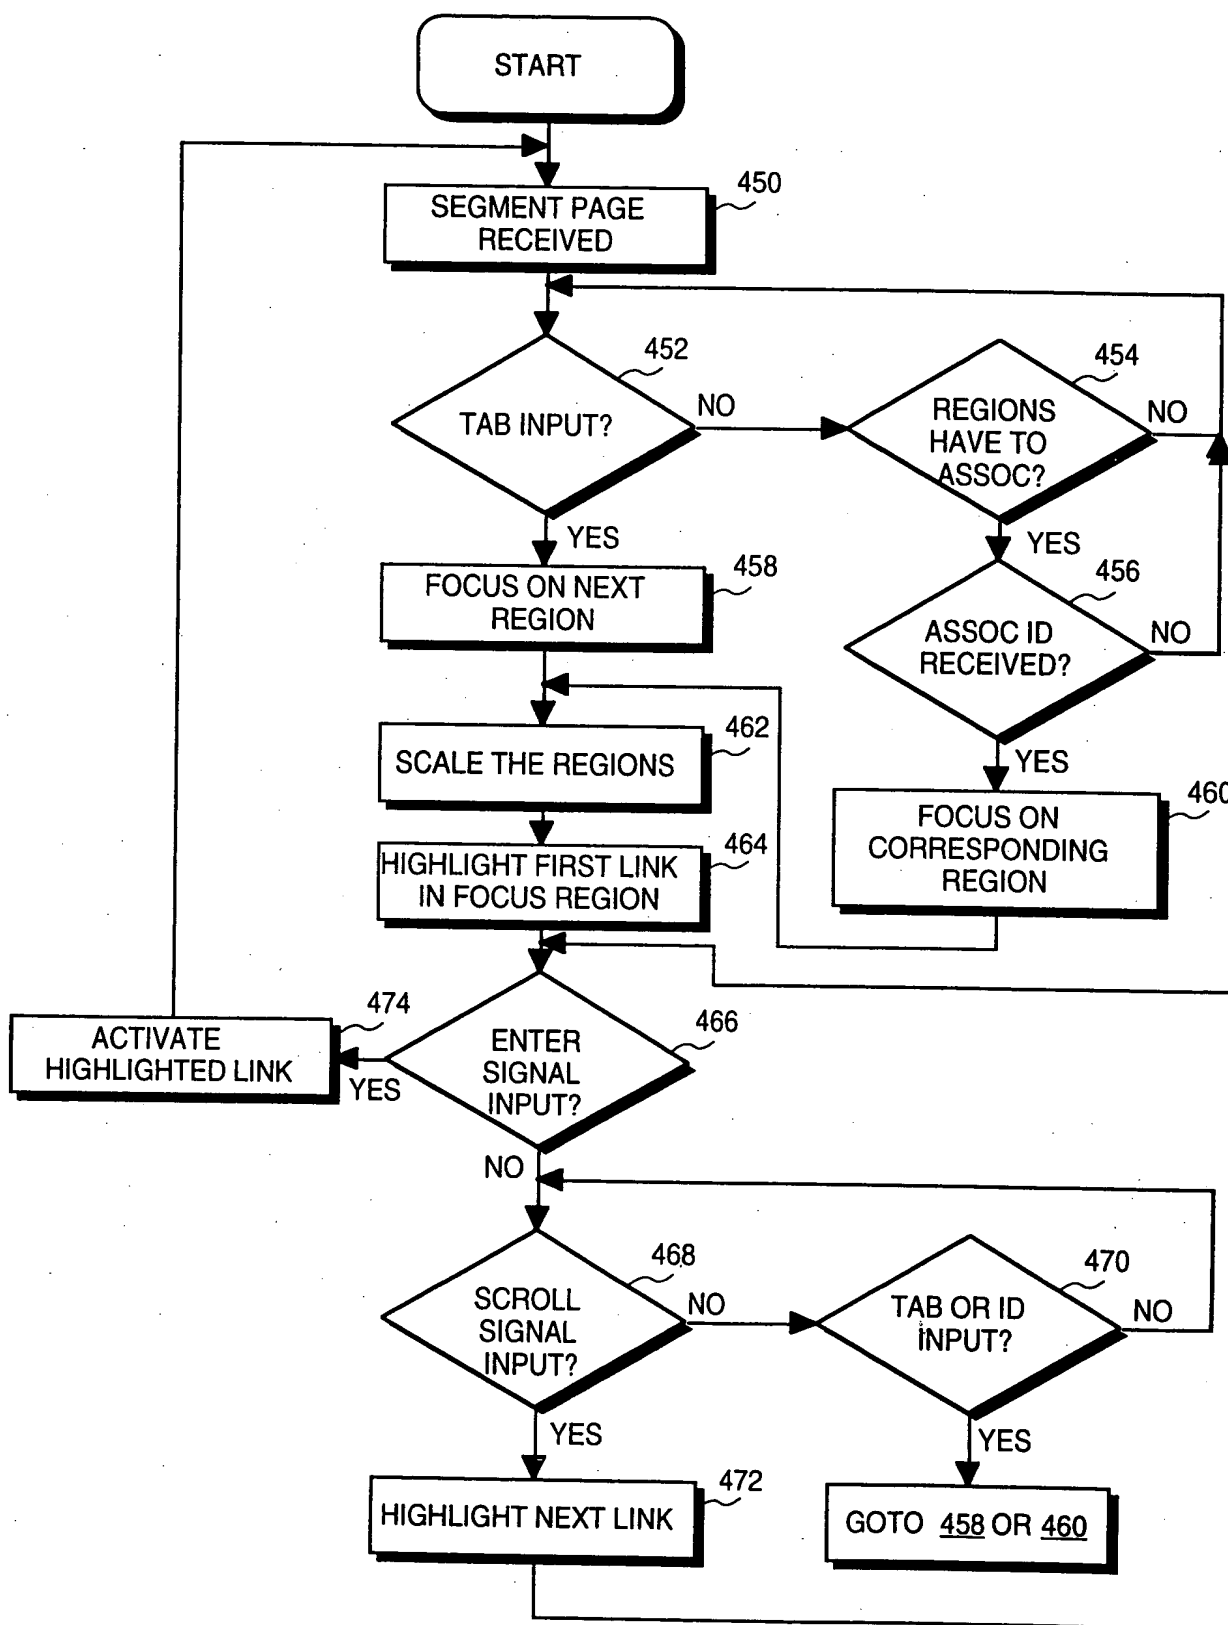 START
450
SEGMENT PAGE
RECEIVED
452
TAB INPUT?
NO
454
REGIONS
HAVE TO
ASSOC?
NO
YES
YES
458
FOCUS ON NEXT
REGION
456
ASSOC ID
RECEIVED?
NO
YES
462
SCALE THE REGIONS
460
FOCUS ON
CORRESPONDING
REGION
464
HIGHLIGHT FIRST LINK
IN FOCUS REGION
474
ACTIVATE
HIGHLIGHTED LINK
YES
466
ENTER
SIGNAL
INPUT?
NO
468
SCROLL
SIGNAL
INPUT?
NO
470
TAB OR ID
INPUT?
NO
YES
YES
472
HIGHLIGHT NEXT LINK
GOTO 458 OR 460